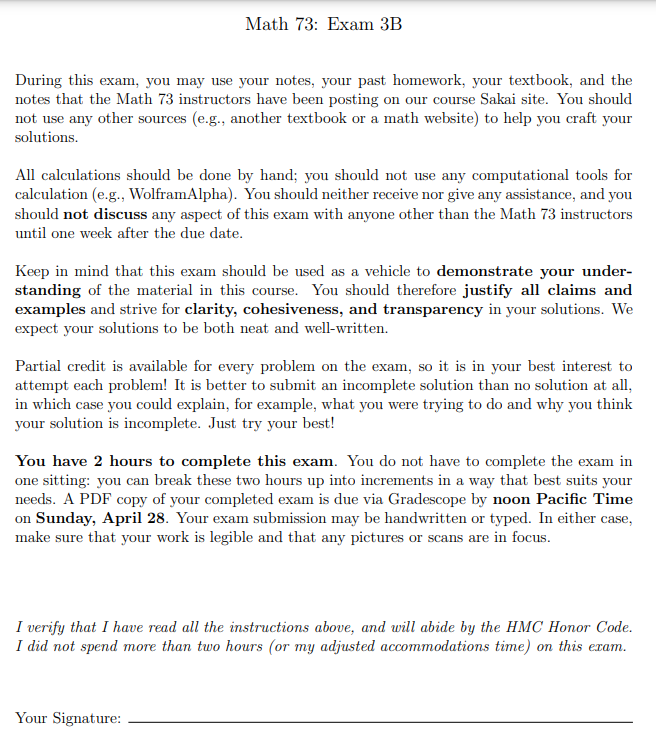 Math 73: Exam 3B
During this exam, you may use your notes, your past homework, your textbook, and the
notes that the Math 73 instructors have been posting on our course Sakai site. You should
not use any other sources (e.g., another textbook or a math website) to help you craft your
solutions.
All calculations should be done by hand; you should not use any computational tools for
calculation (e.g., WolframAlpha). You should neither receive nor give any assistance, and you
should not discuss any aspect of this exam with anyone other than the Math 73 instructors
until one week after the due date.
Keep in mind that this exam should be used as a vehicle to demonstrate your under-
standing of the material in this course. You should therefore justify all claims and
examples and strive for clarity, cohesiveness, and transparency in your solutions. We
expect your solutions to be both neat and well-written.
Partial credit is available for every problem on the exam, so it is in your best interest to
attempt each problem! It is better to submit an incomplete solution than no solution at all,
in which case you could explain, for example, what you were trying to do and why you think
your solution is incomplete. Just try your best!
You have 2 hours to complete this exam. You do not have to complete the exam in
one sitting: you can break these two hours up into increments in a way that best suits your
needs. A PDF copy of your completed exam is due via Gradescope by noon Pacific Time
on Sunday, April 28. Your exam submission may be handwritten or typed. In either case,
make sure that your work is legible and that any pictures or scans are in focus.
I verify that I have read all the instructions above, and will abide by the HMC Honor Code.
I did not spend more than two hours (or my adjusted accommodations time) on this exam.
Your Signature: